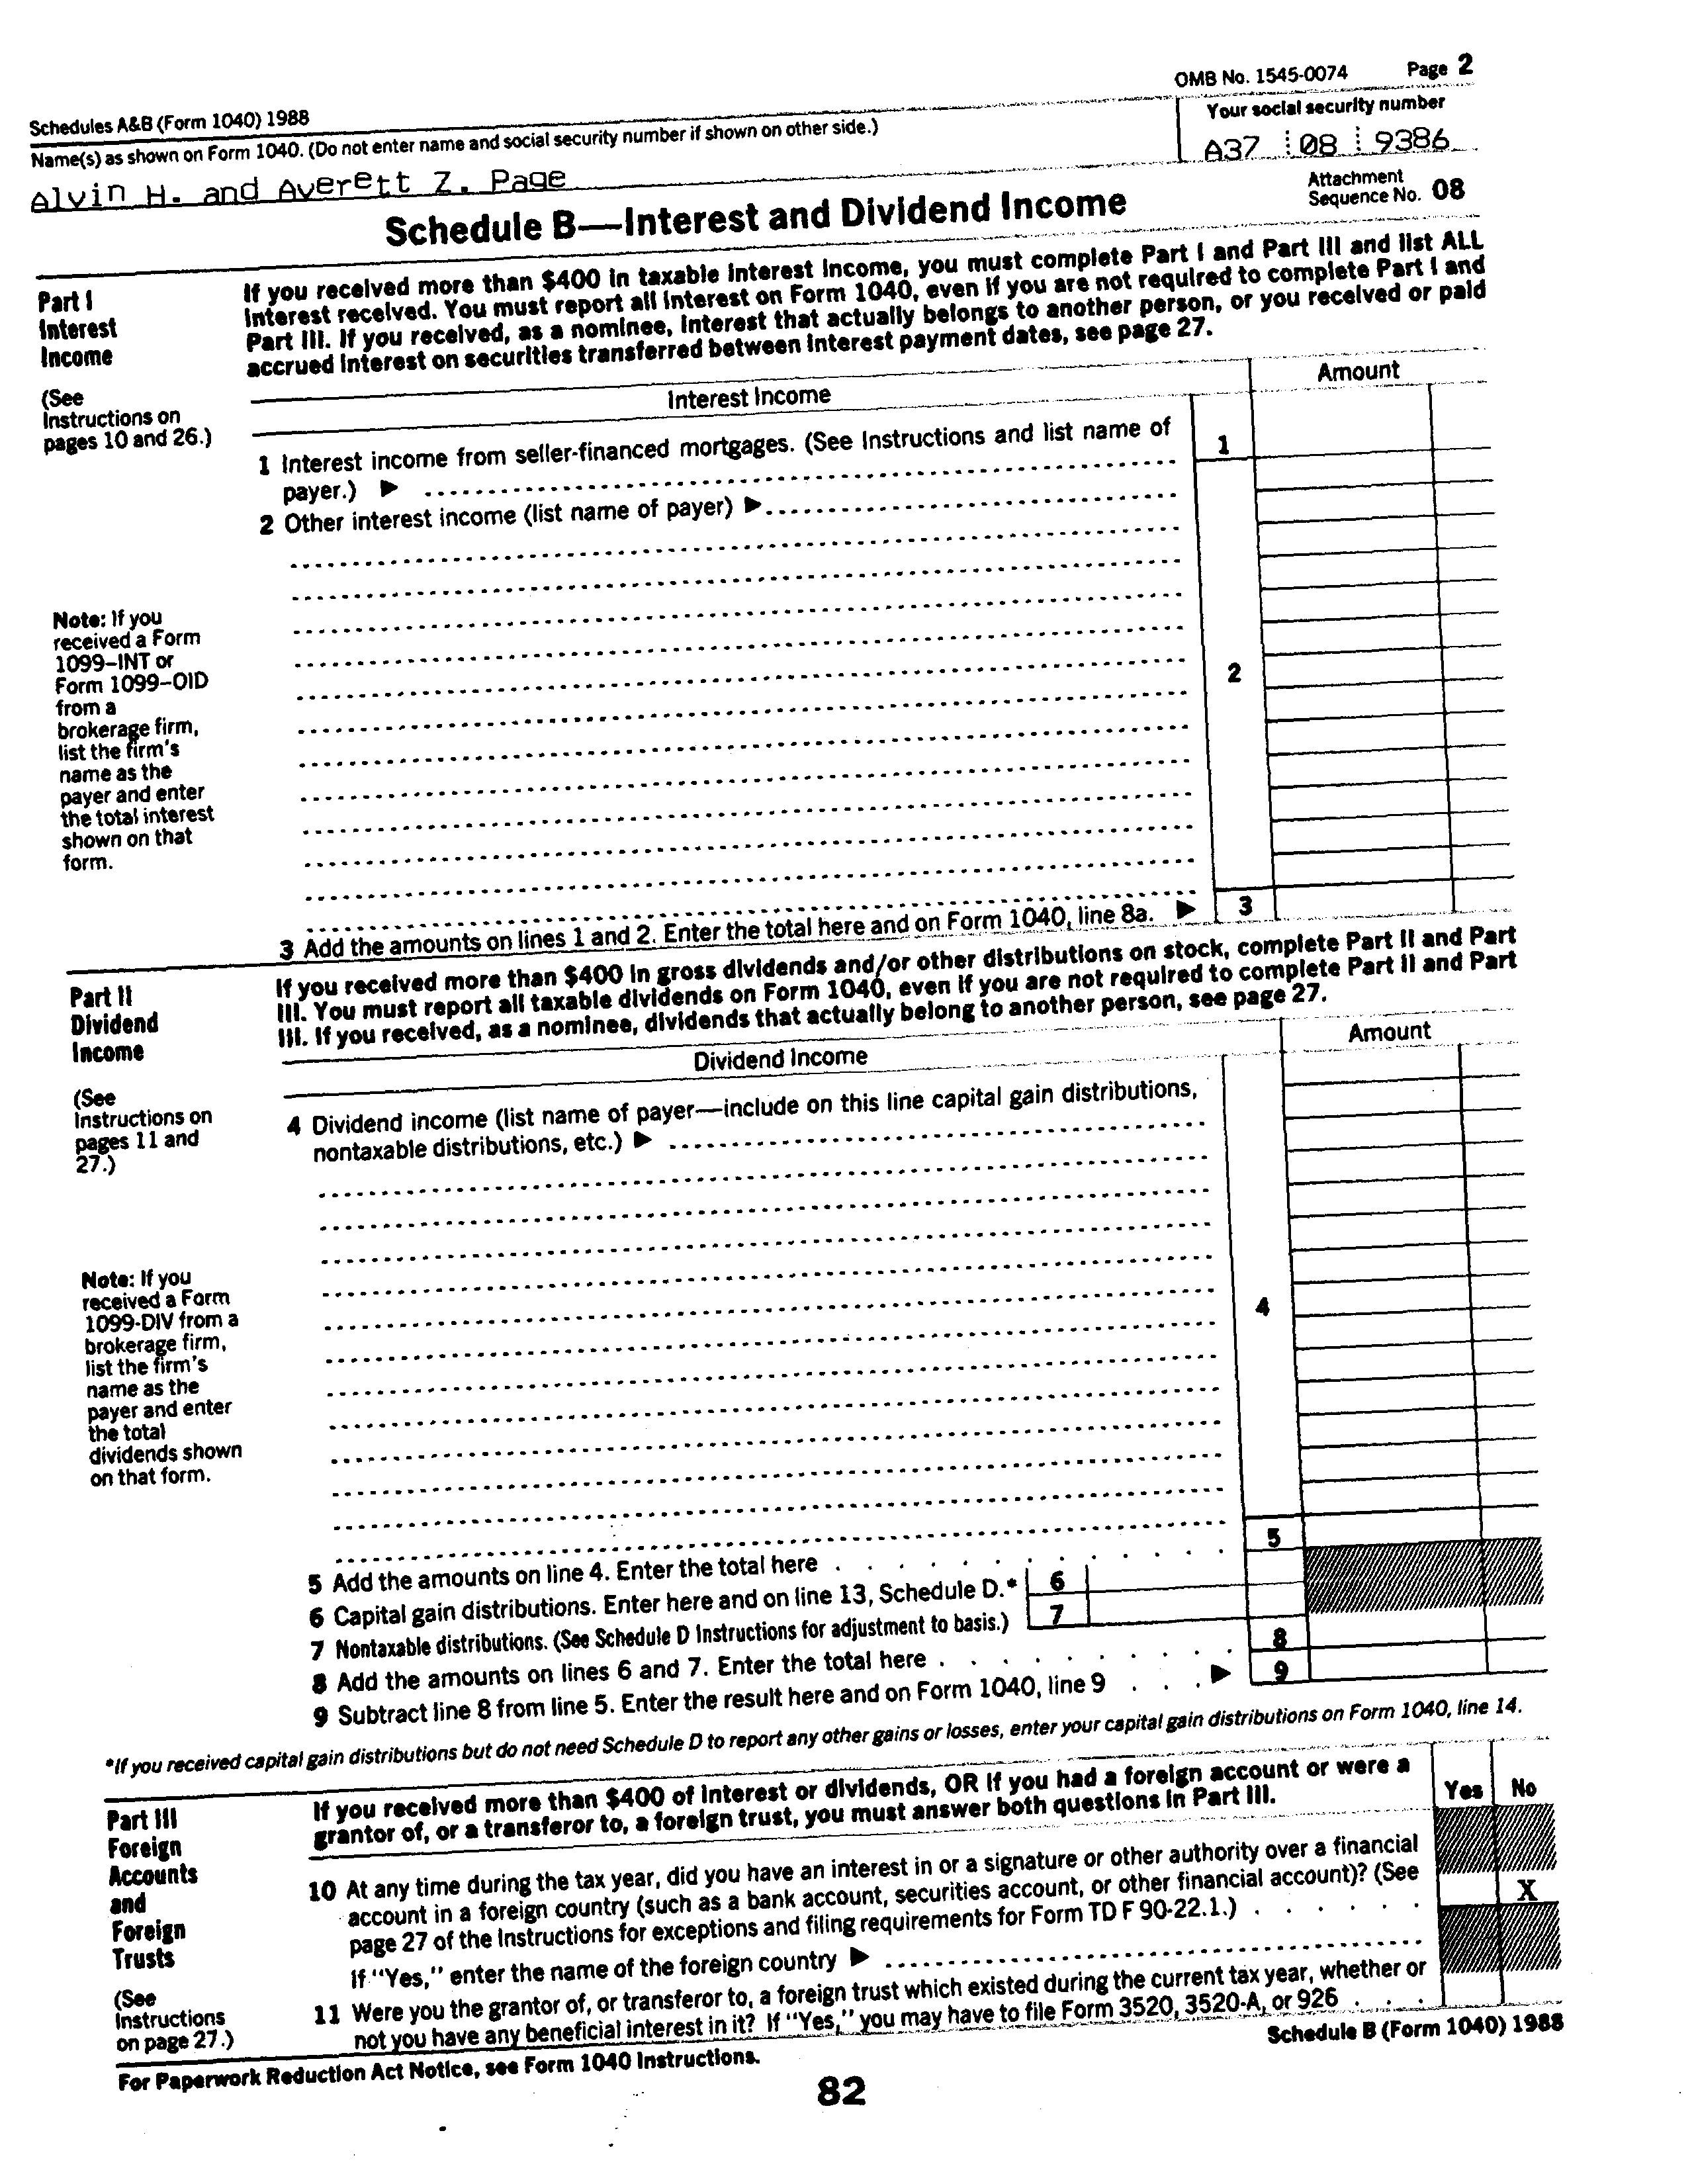 OMB No. 1545-0074 Page 2
Schedules A&B (Form 1040) 1988
Name(s) as shown on Form 1040. (Do not enter name and social security number if shown on other side.)
Your social security number
Alvin H. and Averett Z. Page
A37 08 9386
Schedule B—Interest and Dividend Income
Attachment
Sequence No. 08
Part I
Interest
Income
If you received more than $400 in taxable interest income, you must complete Part I and Part III and list ALL
interest received. You must report all interest on Form 1040, even if you are not required to complete Part I and
Part III. If you received, as a nominee, interest that actually belongs to another person, or you received or paid
accrued interest on securities transferred between interest payment dates, see page 27.
(See
Instructions on
pages 10 and 26.)
Interest Income
Amount
1 Interest income from seller-financed mortgages. (See Instructions and list name of
payer.) ▶
1
2 Other interest income (list name of payer) ▶
Note: If you
received a Form
1099–INT or
Form 1099–OID
from a
brokerage firm,
list the firm's
name as the
payer and enter
the total interest
shown on that
form.
2
3 Add the amounts on lines 1 and 2. Enter the total here and on Form 1040, line 8a. ▶ 3
Part II
Dividend
Income
If you received more than $400 in gross dividends and/or other distributions on stock, complete Part II and Part
III. You must report all taxable dividends on Form 1040, even if you are not required to complete Part II and Part
III. If you received, as a nominee, dividends that actually belong to another person, see page 27.
(See
Instructions on
pages 11 and
27.)
Dividend Income
Amount
4 Dividend income (list name of payer—include on this line capital gain distributions,
nontaxable distributions, etc.) ▶
Note: If you
received a Form
1099-DIV from a
brokerage firm,
list the firm's
name as the
payer and enter
the total
dividends shown
on that form.
4
5 Add the amounts on line 4. Enter the total here . . . . . . . . . . . . 5
6 Capital gain distributions. Enter here and on line 13, Schedule D.* 6
7 Nontaxable distributions. (See Schedule D Instructions for adjustment to basis.) 7
8 Add the amounts on lines 6 and 7. Enter the total here . . . . . . . . . 8
9 Subtract line 8 from line 5. Enter the result here and on Form 1040, line 9 . . . ▶ 9
*If you received capital gain distributions but do not need Schedule D to report any other gains or losses, enter your capital gain distributions on Form 1040, line 14.
Part III
Foreign
Accounts
and
Foreign
Trusts
(See
Instructions
on page 27.)
If you received more than $400 of interest or dividends, OR if you had a foreign account or were a
grantor of, or a transferor to, a foreign trust, you must answer both questions in Part III.
Yes No
10 At any time during the tax year, did you have an interest in or a signature or other authority over a financial
account in a foreign country (such as a bank account, securities account, or other financial account)? (See
page 27 of the Instructions for exceptions and filing requirements for Form TD F 90-22.1.) . . . . . . X
If "Yes," enter the name of the foreign country ▶
11 Were you the grantor of, or transferor to, a foreign trust which existed during the current tax year, whether or
not you have any beneficial interest in it? If "Yes," you may have to file Form 3520, 3520-A, or 926 . . .
For Paperwork Reduction Act Notice, see Form 1040 Instructions.
Schedule B (Form 1040) 1988
82